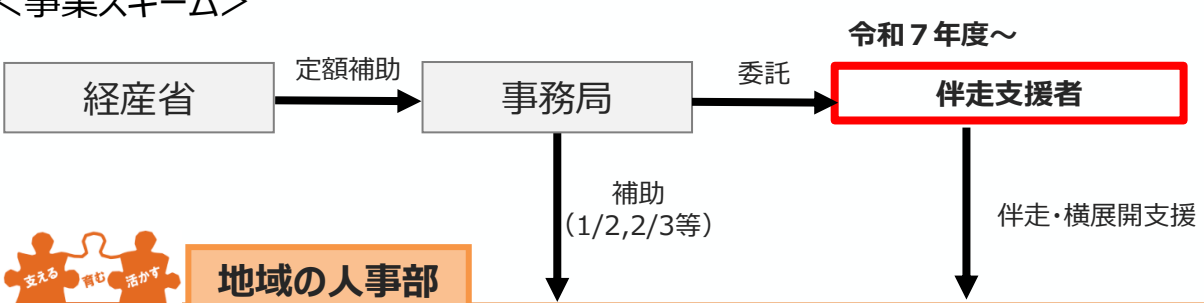 ＜事業スキーム＞
令和７年度～
経産省
定額補助
事務局
委託
伴走支援者
補助
（1/2,2/3等）
伴走・横展開支援
支える
育む
活かす
地域の人事部